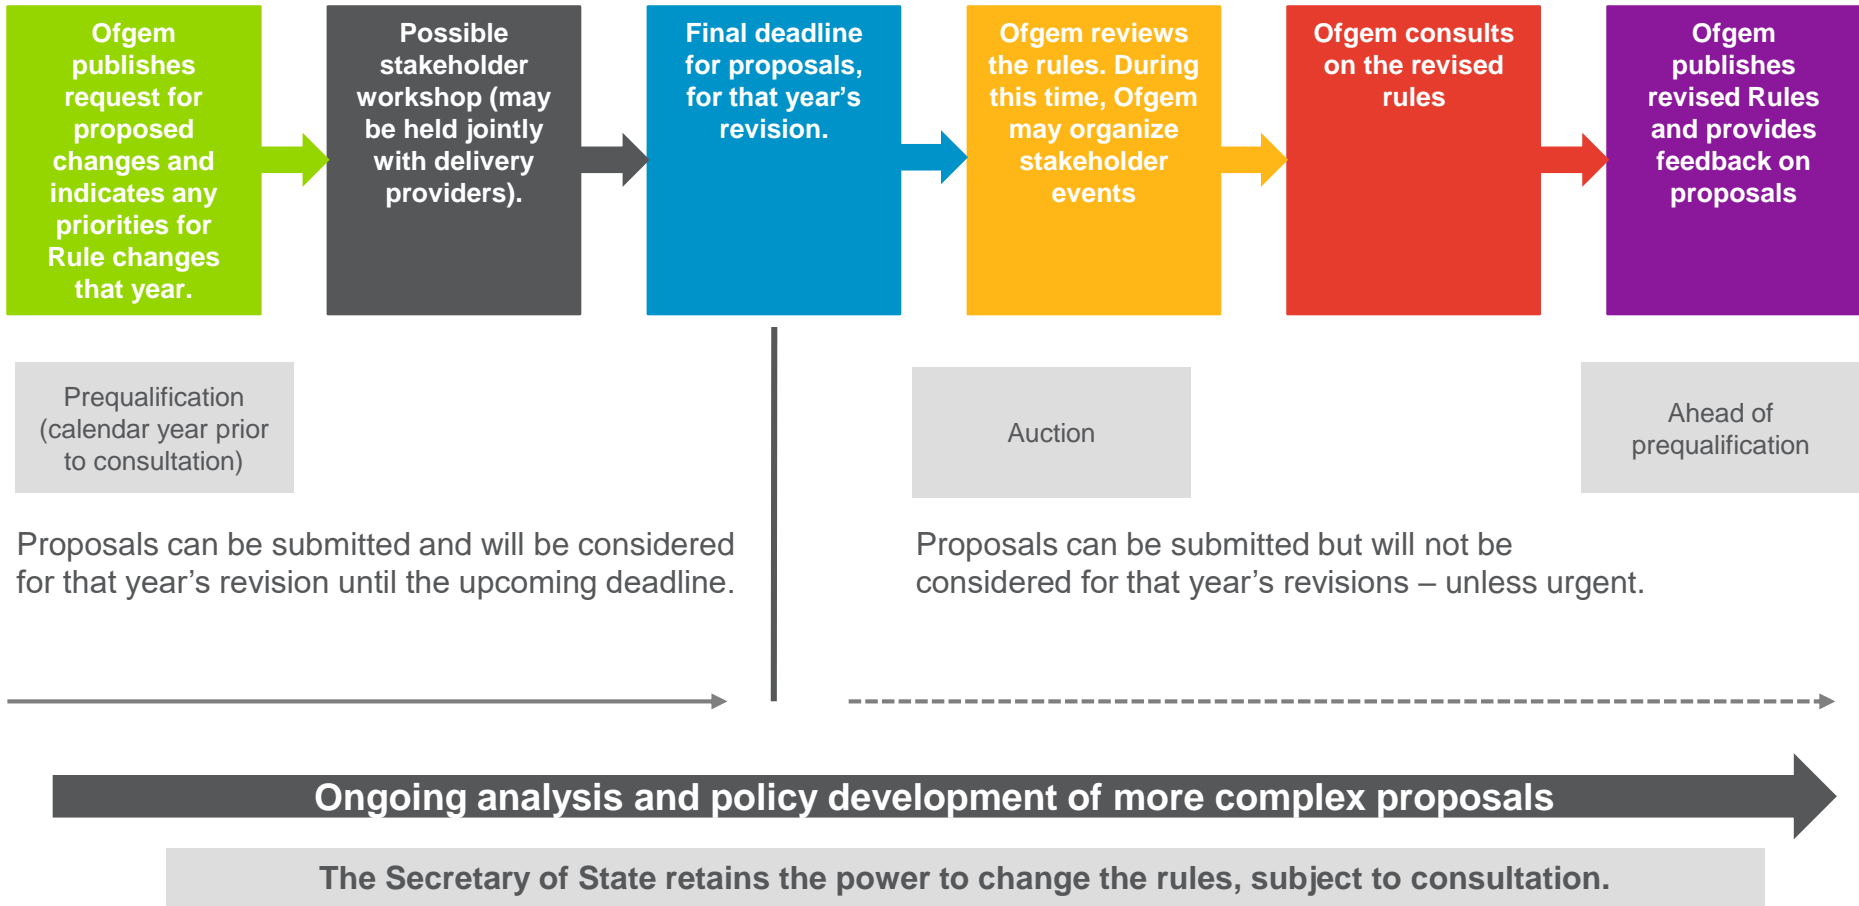 Ofgem
publishes
request for
proposed
changes and
indicates any
priorities for
Rule changes
that year.
Possible
stakeholder
workshop (may
be held jointly
with delivery
providers).
Final deadline
for proposals,
for that year’s
revision.
Ofgem reviews
the rules. During
this time, Ofgem
may organize
stakeholder
events
Ofgem consults
on the revised
rules
Ofgem
publishes
revised Rules
and provides
feedback on
proposals
Prequalification
(calendar year prior
to consultation)
Auction
Ahead of
prequalification
Proposals can be submitted and will be considered
for that year’s revision until the upcoming deadline.
Proposals can be submitted but will not be
considered for that year’s revisions – unless urgent.
Ongoing analysis and policy development of more complex proposals
The Secretary of State retains the power to change the rules, subject to consultation.